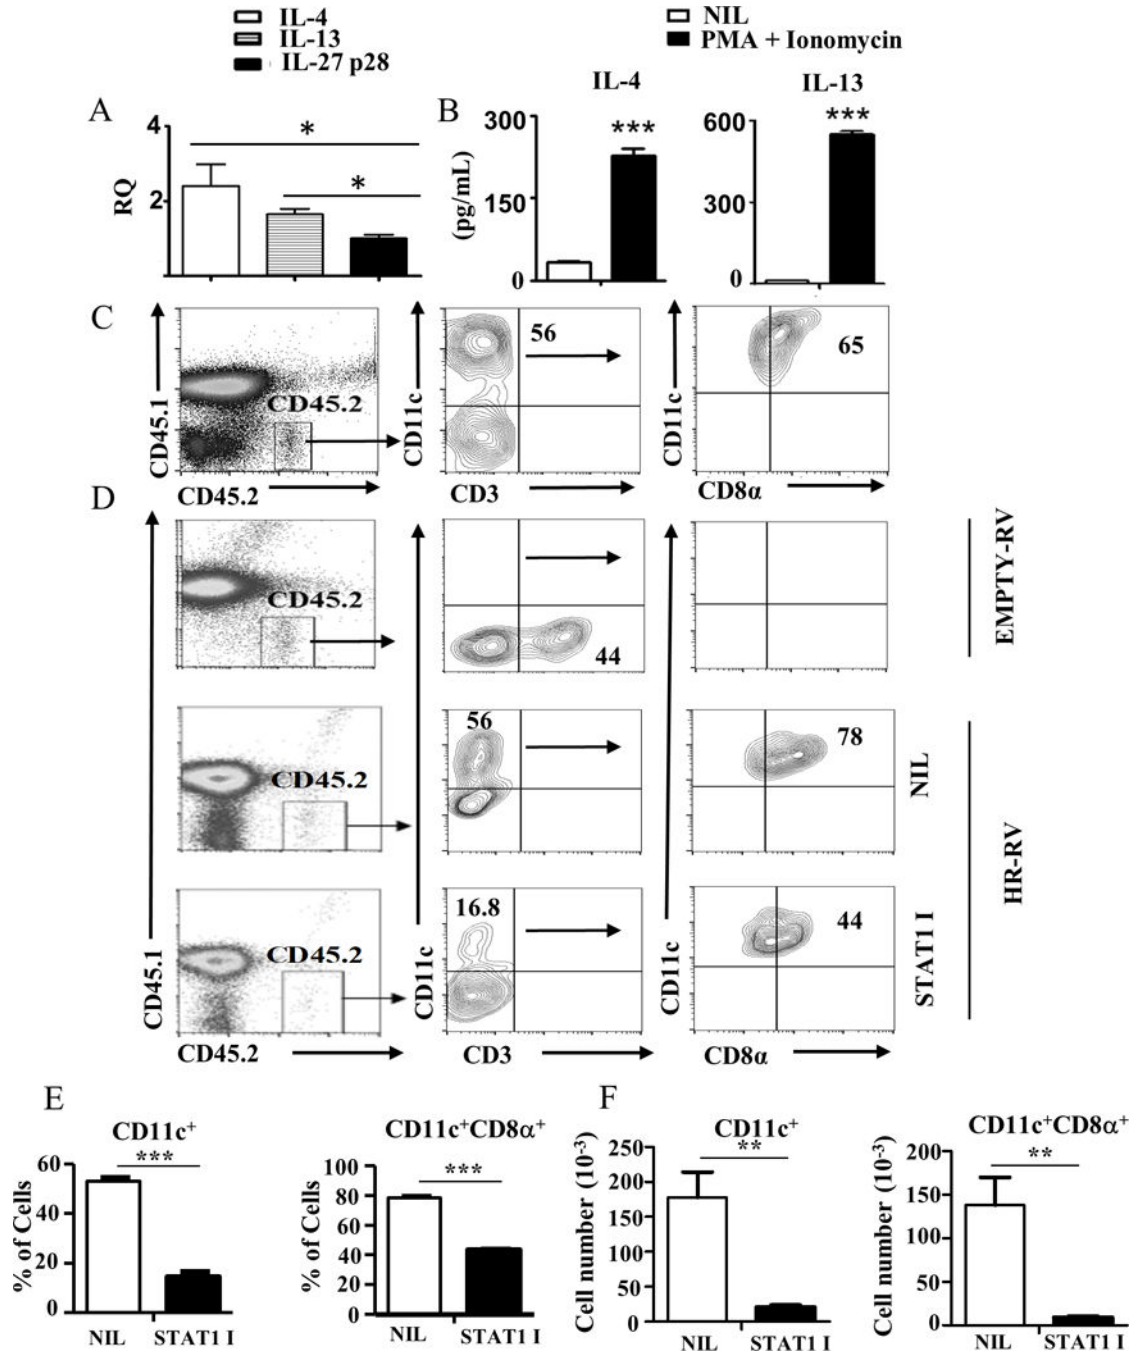 IL-4
IL-13
IL-27 p28
NIL
PMA + Ionomycin
A
4
2
RQ
*
*
B
IL-4
300
150
0
(pg/mL)
***
IL-13
600
300
0
***
C
CD45.1
CD45.2
CD45.2
CD11c
56
CD3
CD11c
65
CD8α
D
CD45.2
44
EMPTY-RV
CD45.2
56
78
NIL
HR-RV
CD45.1
CD45.2
CD45.2
CD11c
16.8
CD3
CD11c
44
CD8α
STAT1 I
E
CD11c+
***
% of Cells
60
40
20
0
NIL STAT1 I
CD11c+CD8α+
***
% of Cells
100
80
60
40
20
0
NIL STAT1 I
F
CD11c+
**
Cell number (10-3)
250
200
150
100
50
0
NIL STAT1 I
CD11c+CD8α+
**
Cell number (10-3)
200
150
100
50
0
NIL STAT1 I